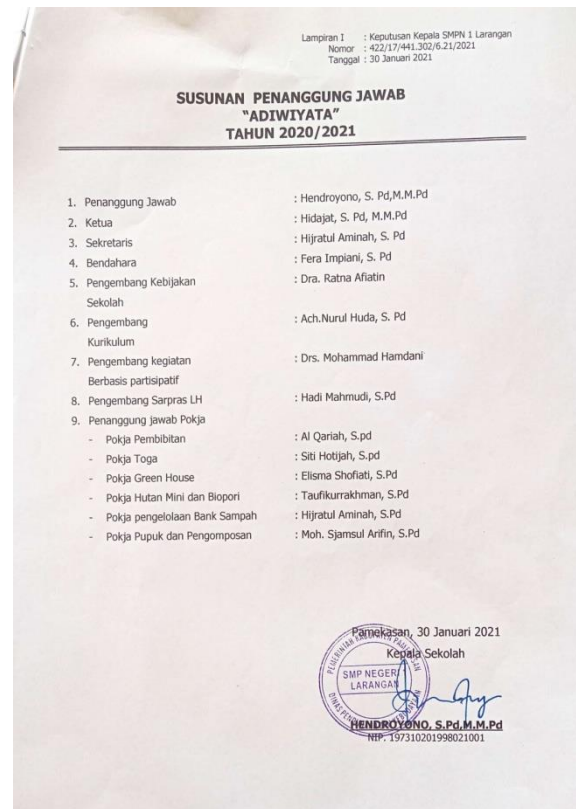 Lampiran I : Keputusan Kepala SMPN 1 Larangan
Nomor : 422/17/441.302/6.21/2021
Tanggal : 30 Januari 2021
SUSUNAN PENANGGUNG JAWAB
"ADIWIYATA"
TAHUN 2020/2021
1. Penanggung Jawab : Hendroyono, S. Pd,M.M.Pd
2. Ketua : Hidajat, S. Pd, M.M.Pd
3. Sekretaris : Hijratul Aminah, S. Pd
4. Bendahara : Fera Impiani, S. Pd
5. Pengembang Kebijakan : Dra. Ratna Afiatin
Sekolah
6. Pengembang : Ach.Nurul Huda, S. Pd
Kurikulum
7. Pengembang kegiatan : Drs. Mohammad Hamdani
Berbasis partisipatif
8. Pengembang Sarpras LH : Hadi Mahmudi, S.Pd
9. Penanggung jawab Pokja
- Pokja Pembibitan : Al Qariah, S.pd
- Pokja Toga : Siti Hotijah, S.pd
- Pokja Green House : Elisma Shofiati, S.Pd
- Pokja Hutan Mini dan Biopori : Taufikurrakhman, S.Pd
- Pokja pengelolaan Bank Sampah : Hijratul Aminah, S.Pd
- Pokja Pupuk dan Pengomposan : Moh. Sjamsul Arifin, S.Pd
Pamekasan, 30 Januari 2021
Kepala Sekolah
PEMERINTAH KABUPATEN PAMEKASAN
SMP NEGERI 1
LARANGAN
HENDROYONO, S.Pd,M.M.Pd
NIP. 197310201998021001